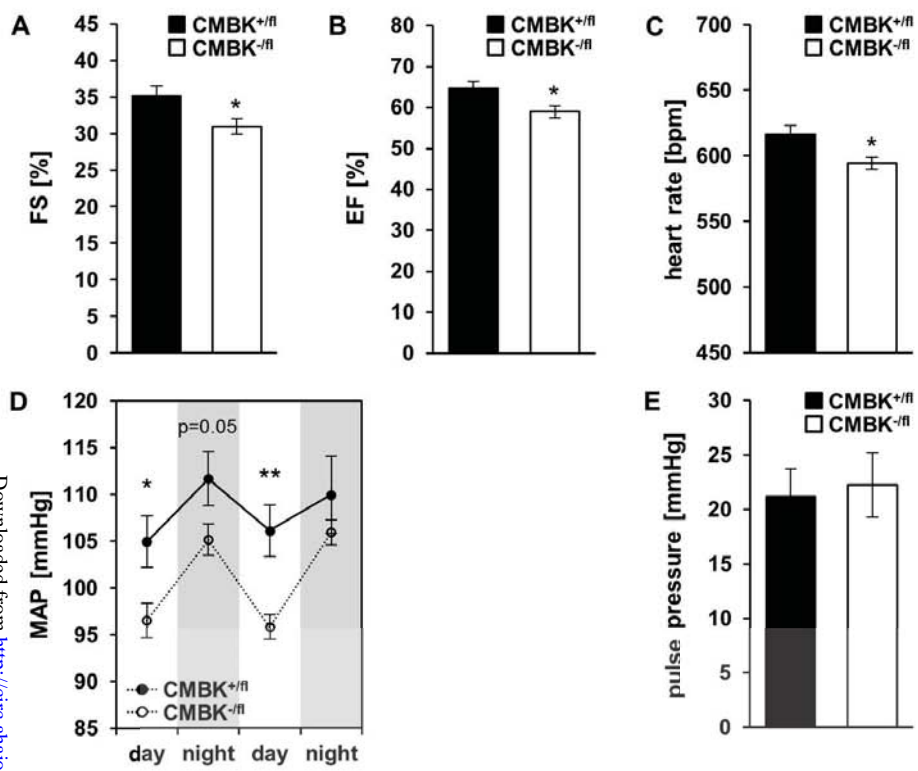 A
CMBK+/fl
CMBK-/fl
FS [%]
45
40
35
30
25
20
15
10
5
0
*
B
CMBK+/fl
CMBK-/fl
EF [%]
80
70
60
50
40
30
20
10
0
*
C
CMBK+/fl
CMBK-/fl
heart rate [bpm]
700
650
600
550
500
450
*
D
MAP [mmHg]
120
115
110
105
100
95
90
85
*
p=0.05
**
CMBK+/fl
CMBK-/fl
day night day night
E
CMBK+/fl
CMBK-/fl
pulse pressure [mmHg]
30
25
20
15
10
5
0
Downloaded from